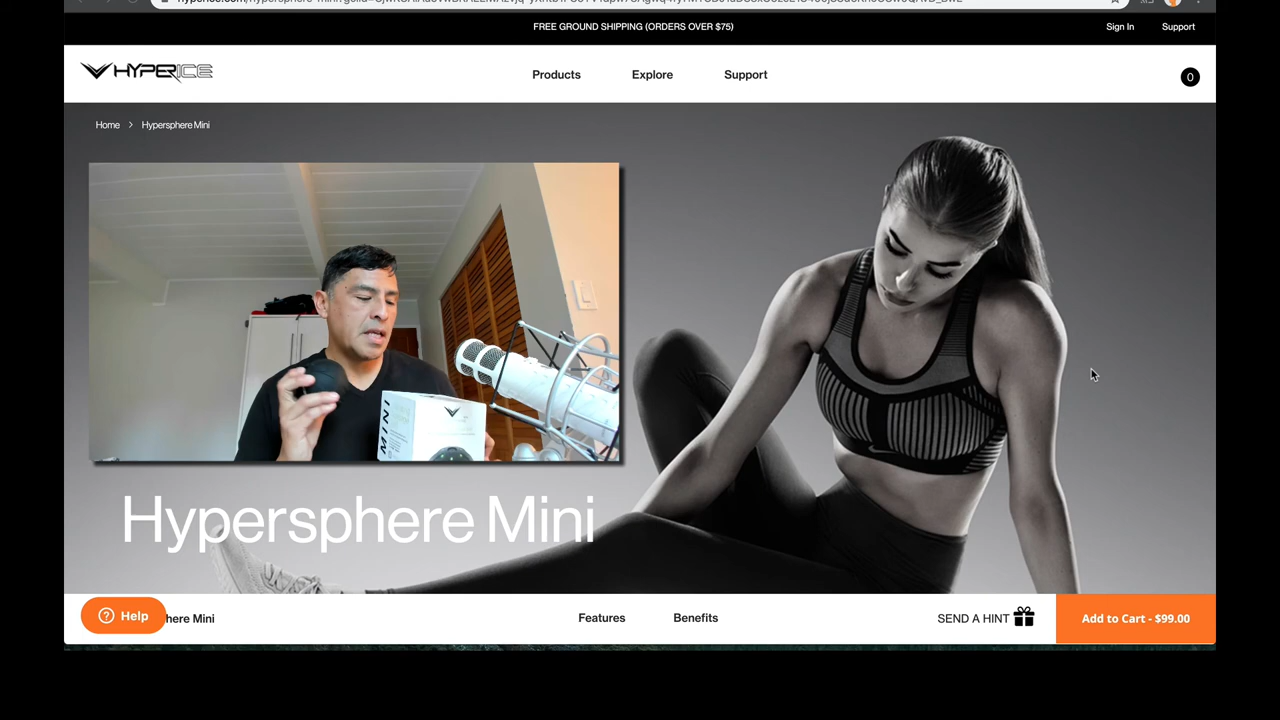 FREE GROUND SHIPPING (ORDERS OVER $75)
Sign In
Support
HYPERICE
Products
Explore
Support
0
Home > Hypersphere Mini
MINI
Hypersphere Mini
Help
here Mini
Features
Benefits
SEND A HINT
Add to Cart - $99.00